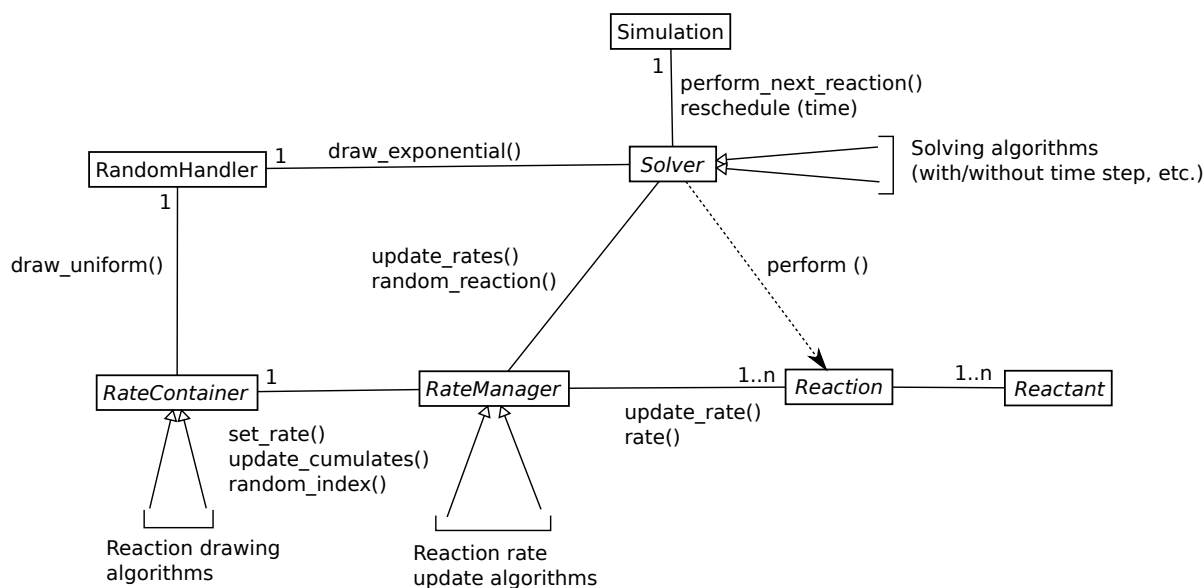 Simulation
1
perform_next_reaction()
reschedule (time)
RandomHandler
1
draw_exponential()
Solver
Solving algorithms
(with/without time step, etc.)
1
draw_uniform()
update_rates()
random_reaction()
perform ()
RateContainer
1
RateManager
1..n
Reaction
1..n
Reactant
update_rate()
rate()
set_rate()
update_cumulates()
random_index()
Reaction drawing
algorithms
Reaction rate
update algorithms